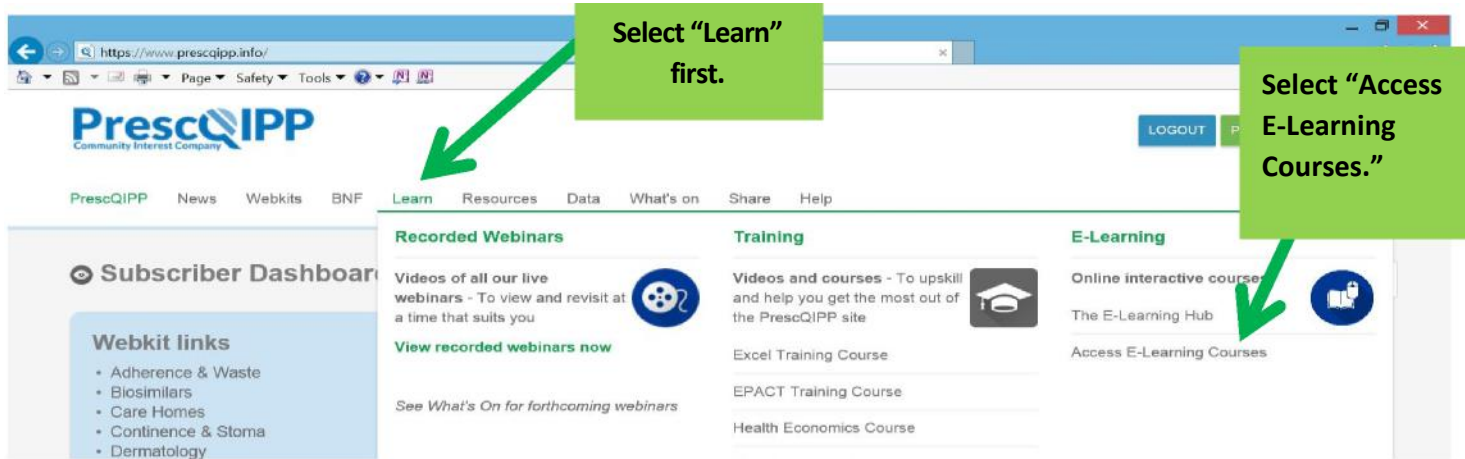 Select “Learn”
first.
https://www.prescqipp.info/
Page Safety Tools
Select “Access
E-Learning
Courses.”
PrescQIPP
Community Interest Company
LOGOUT
PrescQIPP News Webkits BNF Learn Resources Data What's on Share Help
Subscriber Dashboar
Webkit links
• Adherence & Waste
• Biosimilars
• Care Homes
• Continence & Stoma
• Dermatology
Recorded Webinars
Videos of all our live
webinars - To view and revisit at
a time that suits you
View recorded webinars now
See What's On for forthcoming webinars
Training
Videos and courses - To upskill
and help you get the most out of
the PrescQIPP site
Excel Training Course
EPACT Training Course
Health Economics Course
E-Learning
Online interactive courses
The E-Learning Hub
Access E-Learning Courses